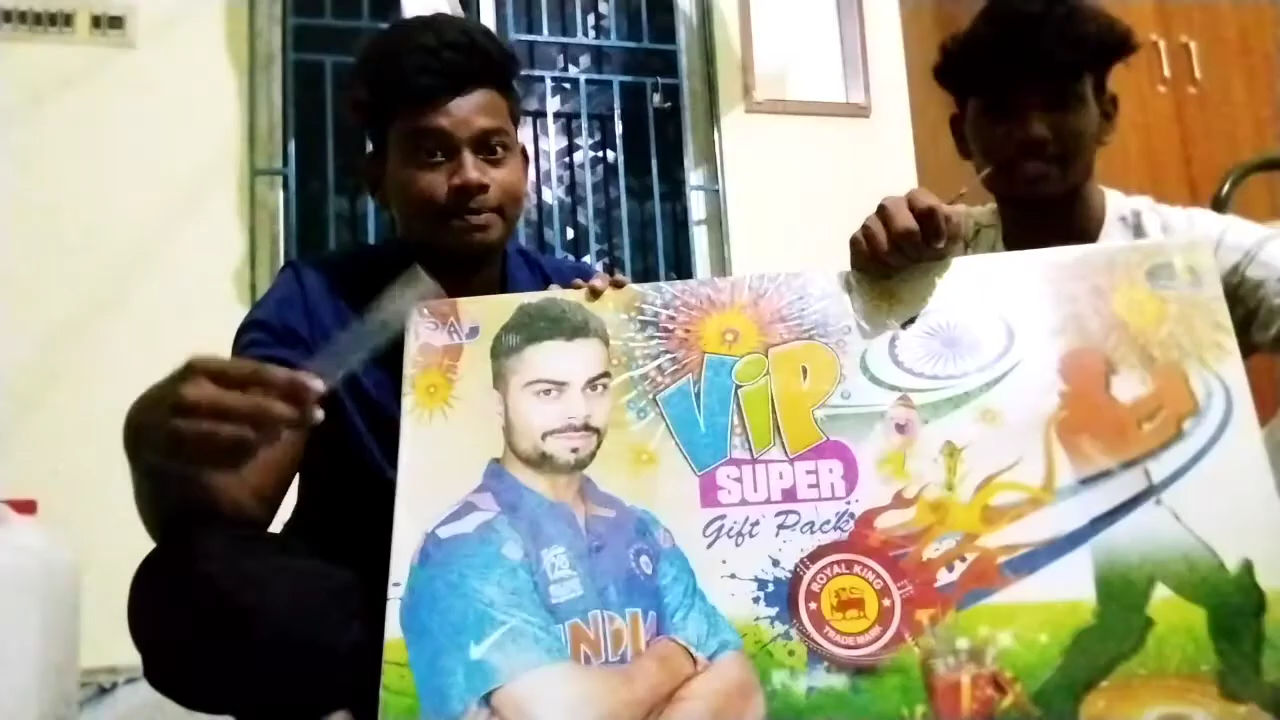 ViP
SUPER
Gift Pack
ROYAL KING
TRADE MARK
INDIA